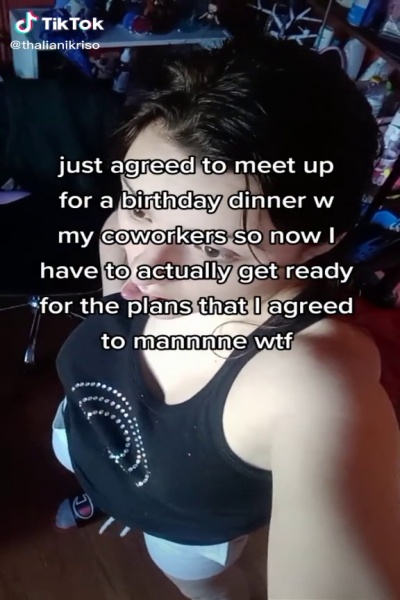 TikTok
@thalianikriso
just agreed to meet up
for a birthday dinner w
my coworkers so now I
have to actually get ready
for the plans that I agreed
to mannnne wtf